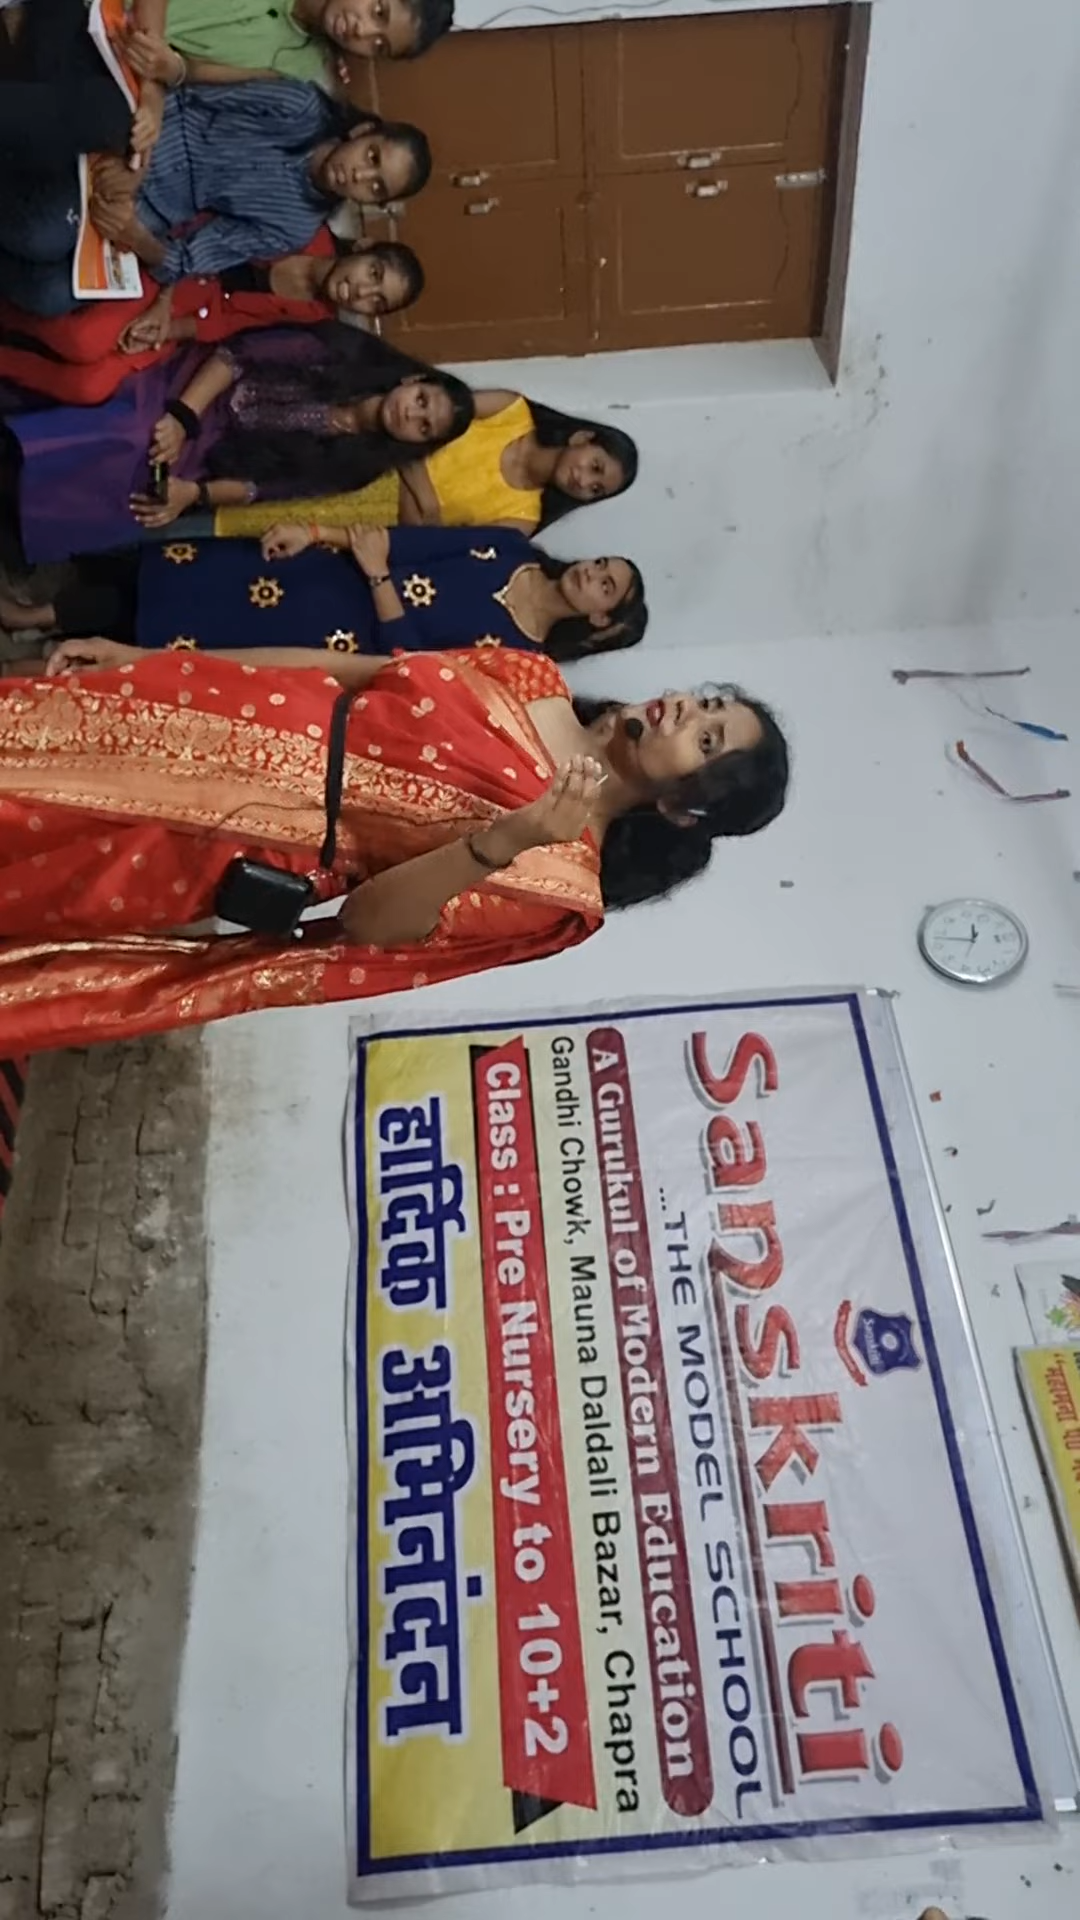 Sanskriti
Sanskriti
...THE MODEL SCHOOL
A Gurukul of Modern Education
Gandhi Chowk, Mauna Daldali Bazar, Chapra
Class : Pre Nursery to 10+2
हार्दिक अभिनंदन